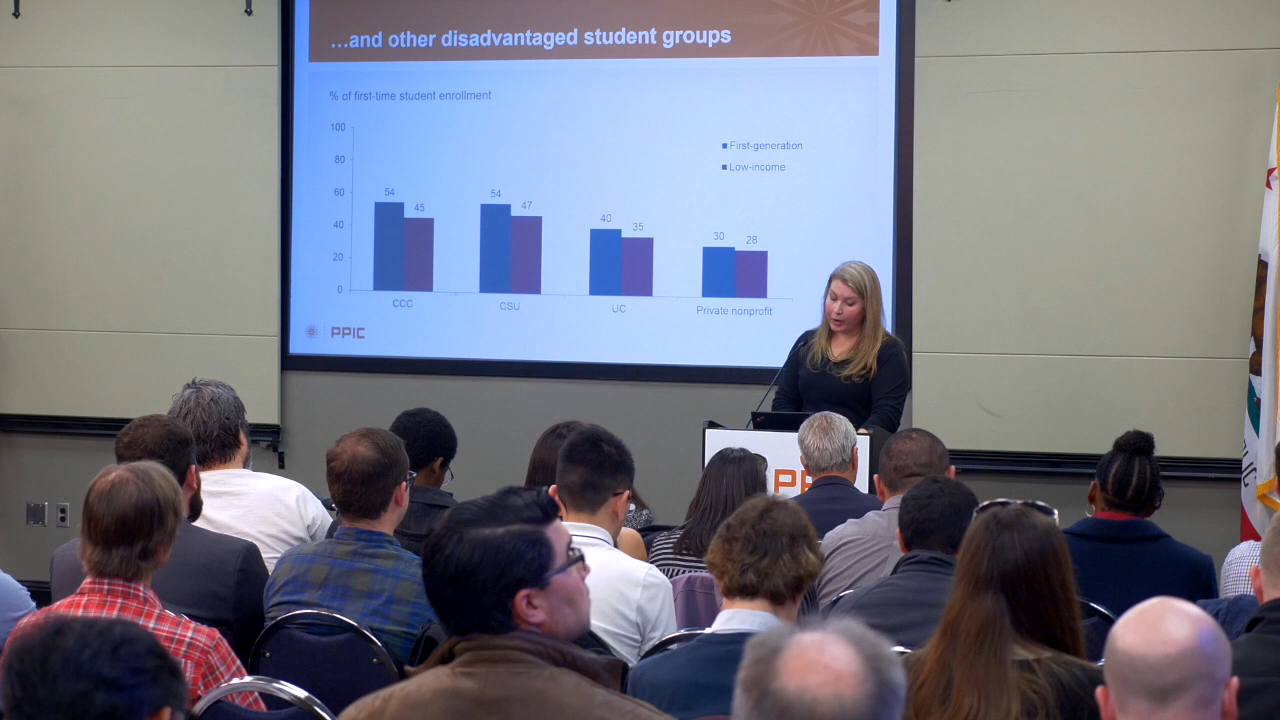 …and other disadvantaged student groups
% of first-time student enrollment
100
80
60
40
20
0
First-generation
Low-income
54
45
54
47
40
35
30
28
CCC
CSU
UC
Private nonprofit
PPIC